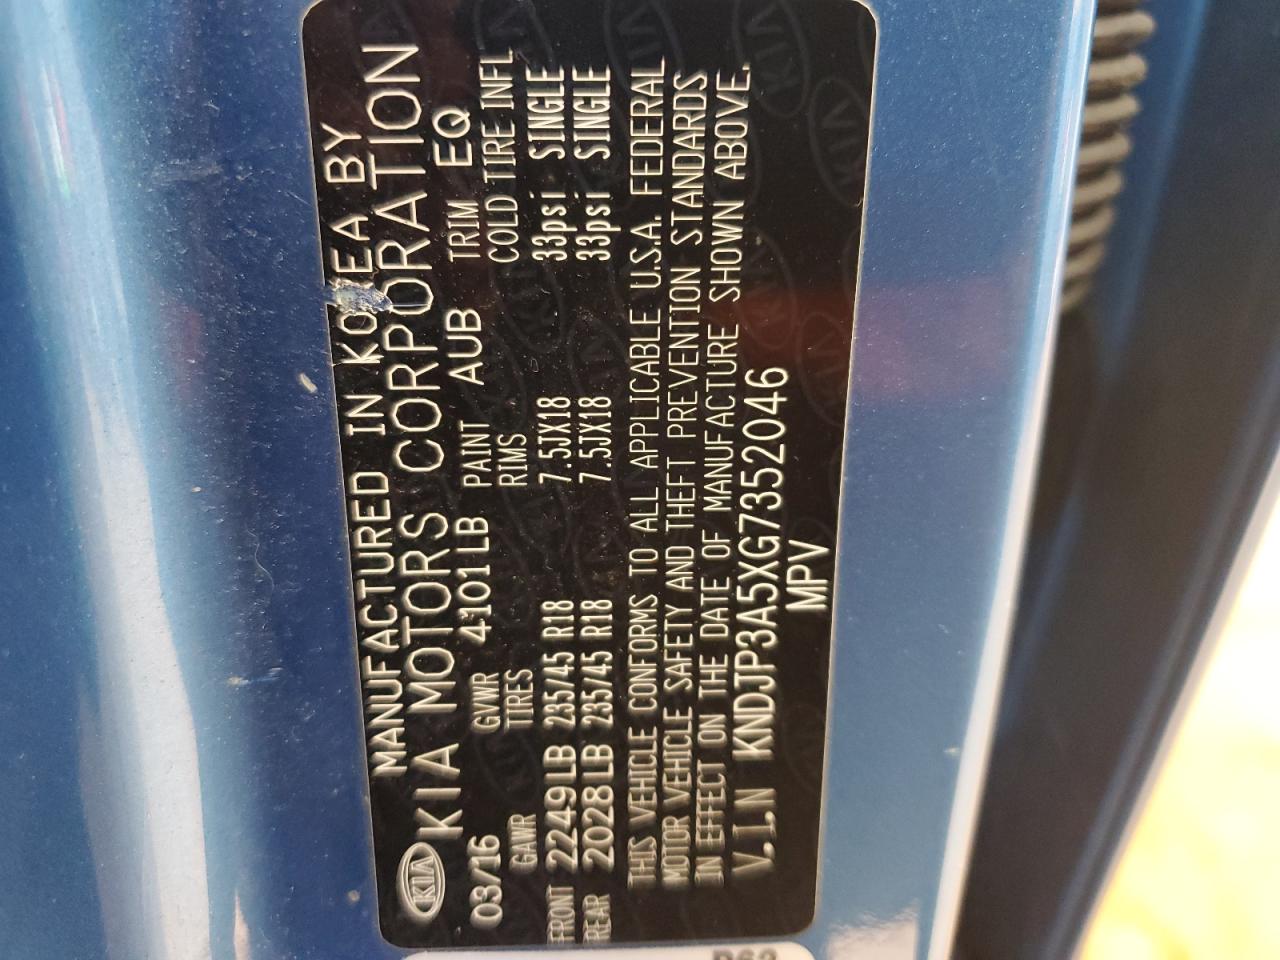 MANUFACTURED IN KOREA BY
KIA KIA MOTORS CORPORATION
03/16 GVWR 4101LB PAINT AUB TRIM EQ
GAWR TIRES RIMS COLD TIRE INFL
FRONT 2249LB 235/45 R18 7.5JX18 33psi SINGLE
REAR 2028LB 235/45 R18 7.5JX18 33psi SINGLE
THIS VEHICLE CONFORMS TO ALL APPLICABLE U.S.A. FEDERAL
MOTOR VEHICLE SAFETY AND THEFT PREVENTION STANDARDS
IN EFFECT ON THE DATE OF MANUFACTURE SHOWN ABOVE.
V.I.N KNDJP3A5XG7352046
MPV